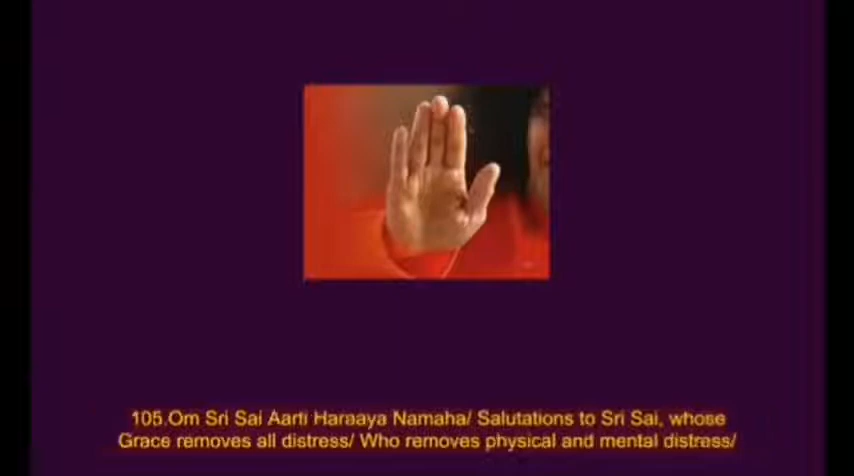 105.Om Sri Sai Aarti Haraaya Namaha/ Salutations to Sri Sai, whose
Grace removes all distress/ Who removes physical and mental distress/